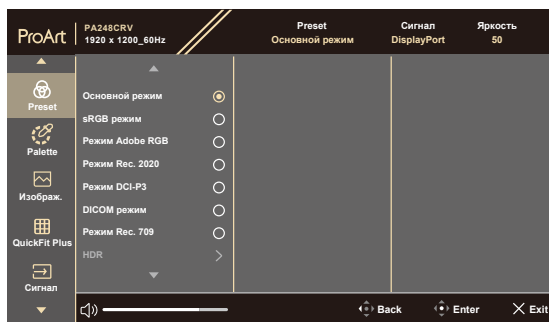 ProArt
PA248CRV
1920 x 1200_60Hz
Preset
Основной режим
Сигнал
DisplayPort
Яркость
50
Preset
Palette
Изображ.
QuickFit Plus
Сигнал
Основной режим
sRGB режим
Режим Adobe RGB
Режим Rec. 2020
Режим DCI-P3
DICOM режим
Режим Rec. 709
HDR
Back
Enter
Exit